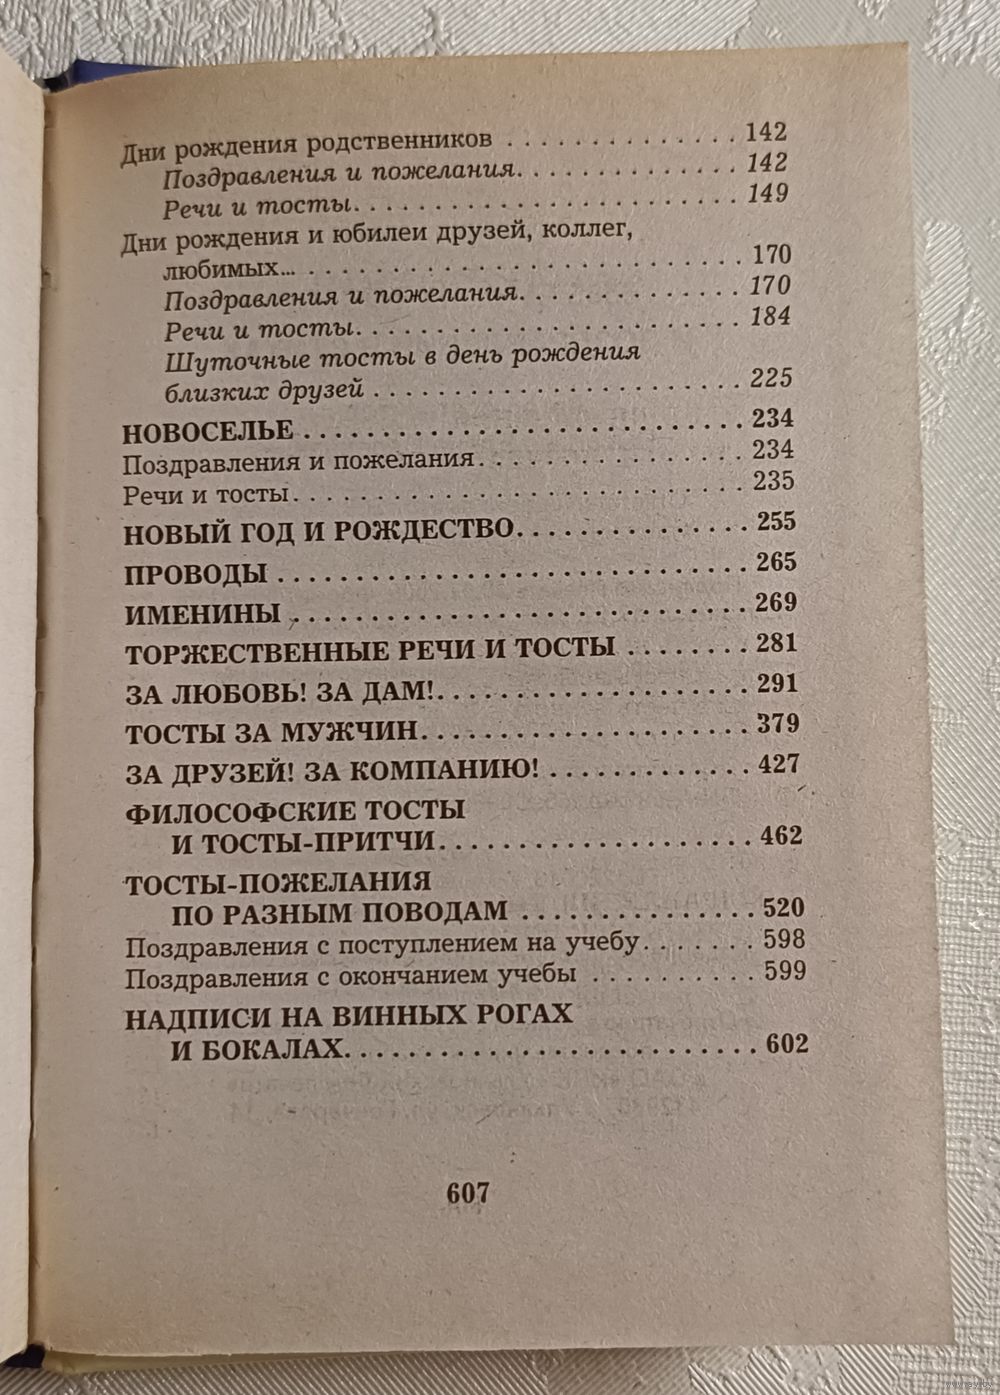 Дни рождения родственников . . . . . . . . . . . . . . 142
Поздравления и пожелания. . . . . . . . . . . . . . 142
Речи и тосты. . . . . . . . . . . . . . . . . . . . . . . . 149
Дни рождения и юбилеи друзей, коллег,
любимых... . . . . . . . . . . . . . . . . . . . . . . . . . . . 170
Поздравления и пожелания. . . . . . . . . . . . . . 170
Речи и тосты. . . . . . . . . . . . . . . . . . . . . . . . 184
Шуточные тосты в день рождения
близких друзей . . . . . . . . . . . . . . . . . . . . . . . 225
НОВОСЕЛЬЕ . . . . . . . . . . . . . . . . . . . . . . . . . . . 234
Поздравления и пожелания. . . . . . . . . . . . . . . . 234
Речи и тосты. . . . . . . . . . . . . . . . . . . . . . . . . . . 235
НОВЫЙ ГОД И РОЖДЕСТВО. . . . . . . . . . . . . . . 255
ПРОВОДЫ . . . . . . . . . . . . . . . . . . . . . . . . . . . . . 265
ИМЕНИНЫ . . . . . . . . . . . . . . . . . . . . . . . . . . . . 269
ТОРЖЕСТВЕННЫЕ РЕЧИ И ТОСТЫ . . . . . . . . 281
ЗА ЛЮБОВЬ! ЗА ДАМ!. . . . . . . . . . . . . . . . . . . . 291
ТОСТЫ ЗА МУЖЧИН. . . . . . . . . . . . . . . . . . . . . 379
ЗА ДРУЗЕЙ! ЗА КОМПАНИЮ! . . . . . . . . . . . . . 427
ФИЛОСОФСКИЕ ТОСТЫ
И ТОСТЫ-ПРИТЧИ. . . . . . . . . . . . . . . . . . . . 462
ТОСТЫ-ПОЖЕЛАНИЯ
ПО РАЗНЫМ ПОВОДАМ . . . . . . . . . . . . . . . 520
Поздравления с поступлением на учебу. . . . . . . 598
Поздравления с окончанием учебы . . . . . . . . . . 599
НАДПИСИ НА ВИННЫХ РОГАХ
И БОКАЛАХ. . . . . . . . . . . . . . . . . . . . . . . . . . 602
607